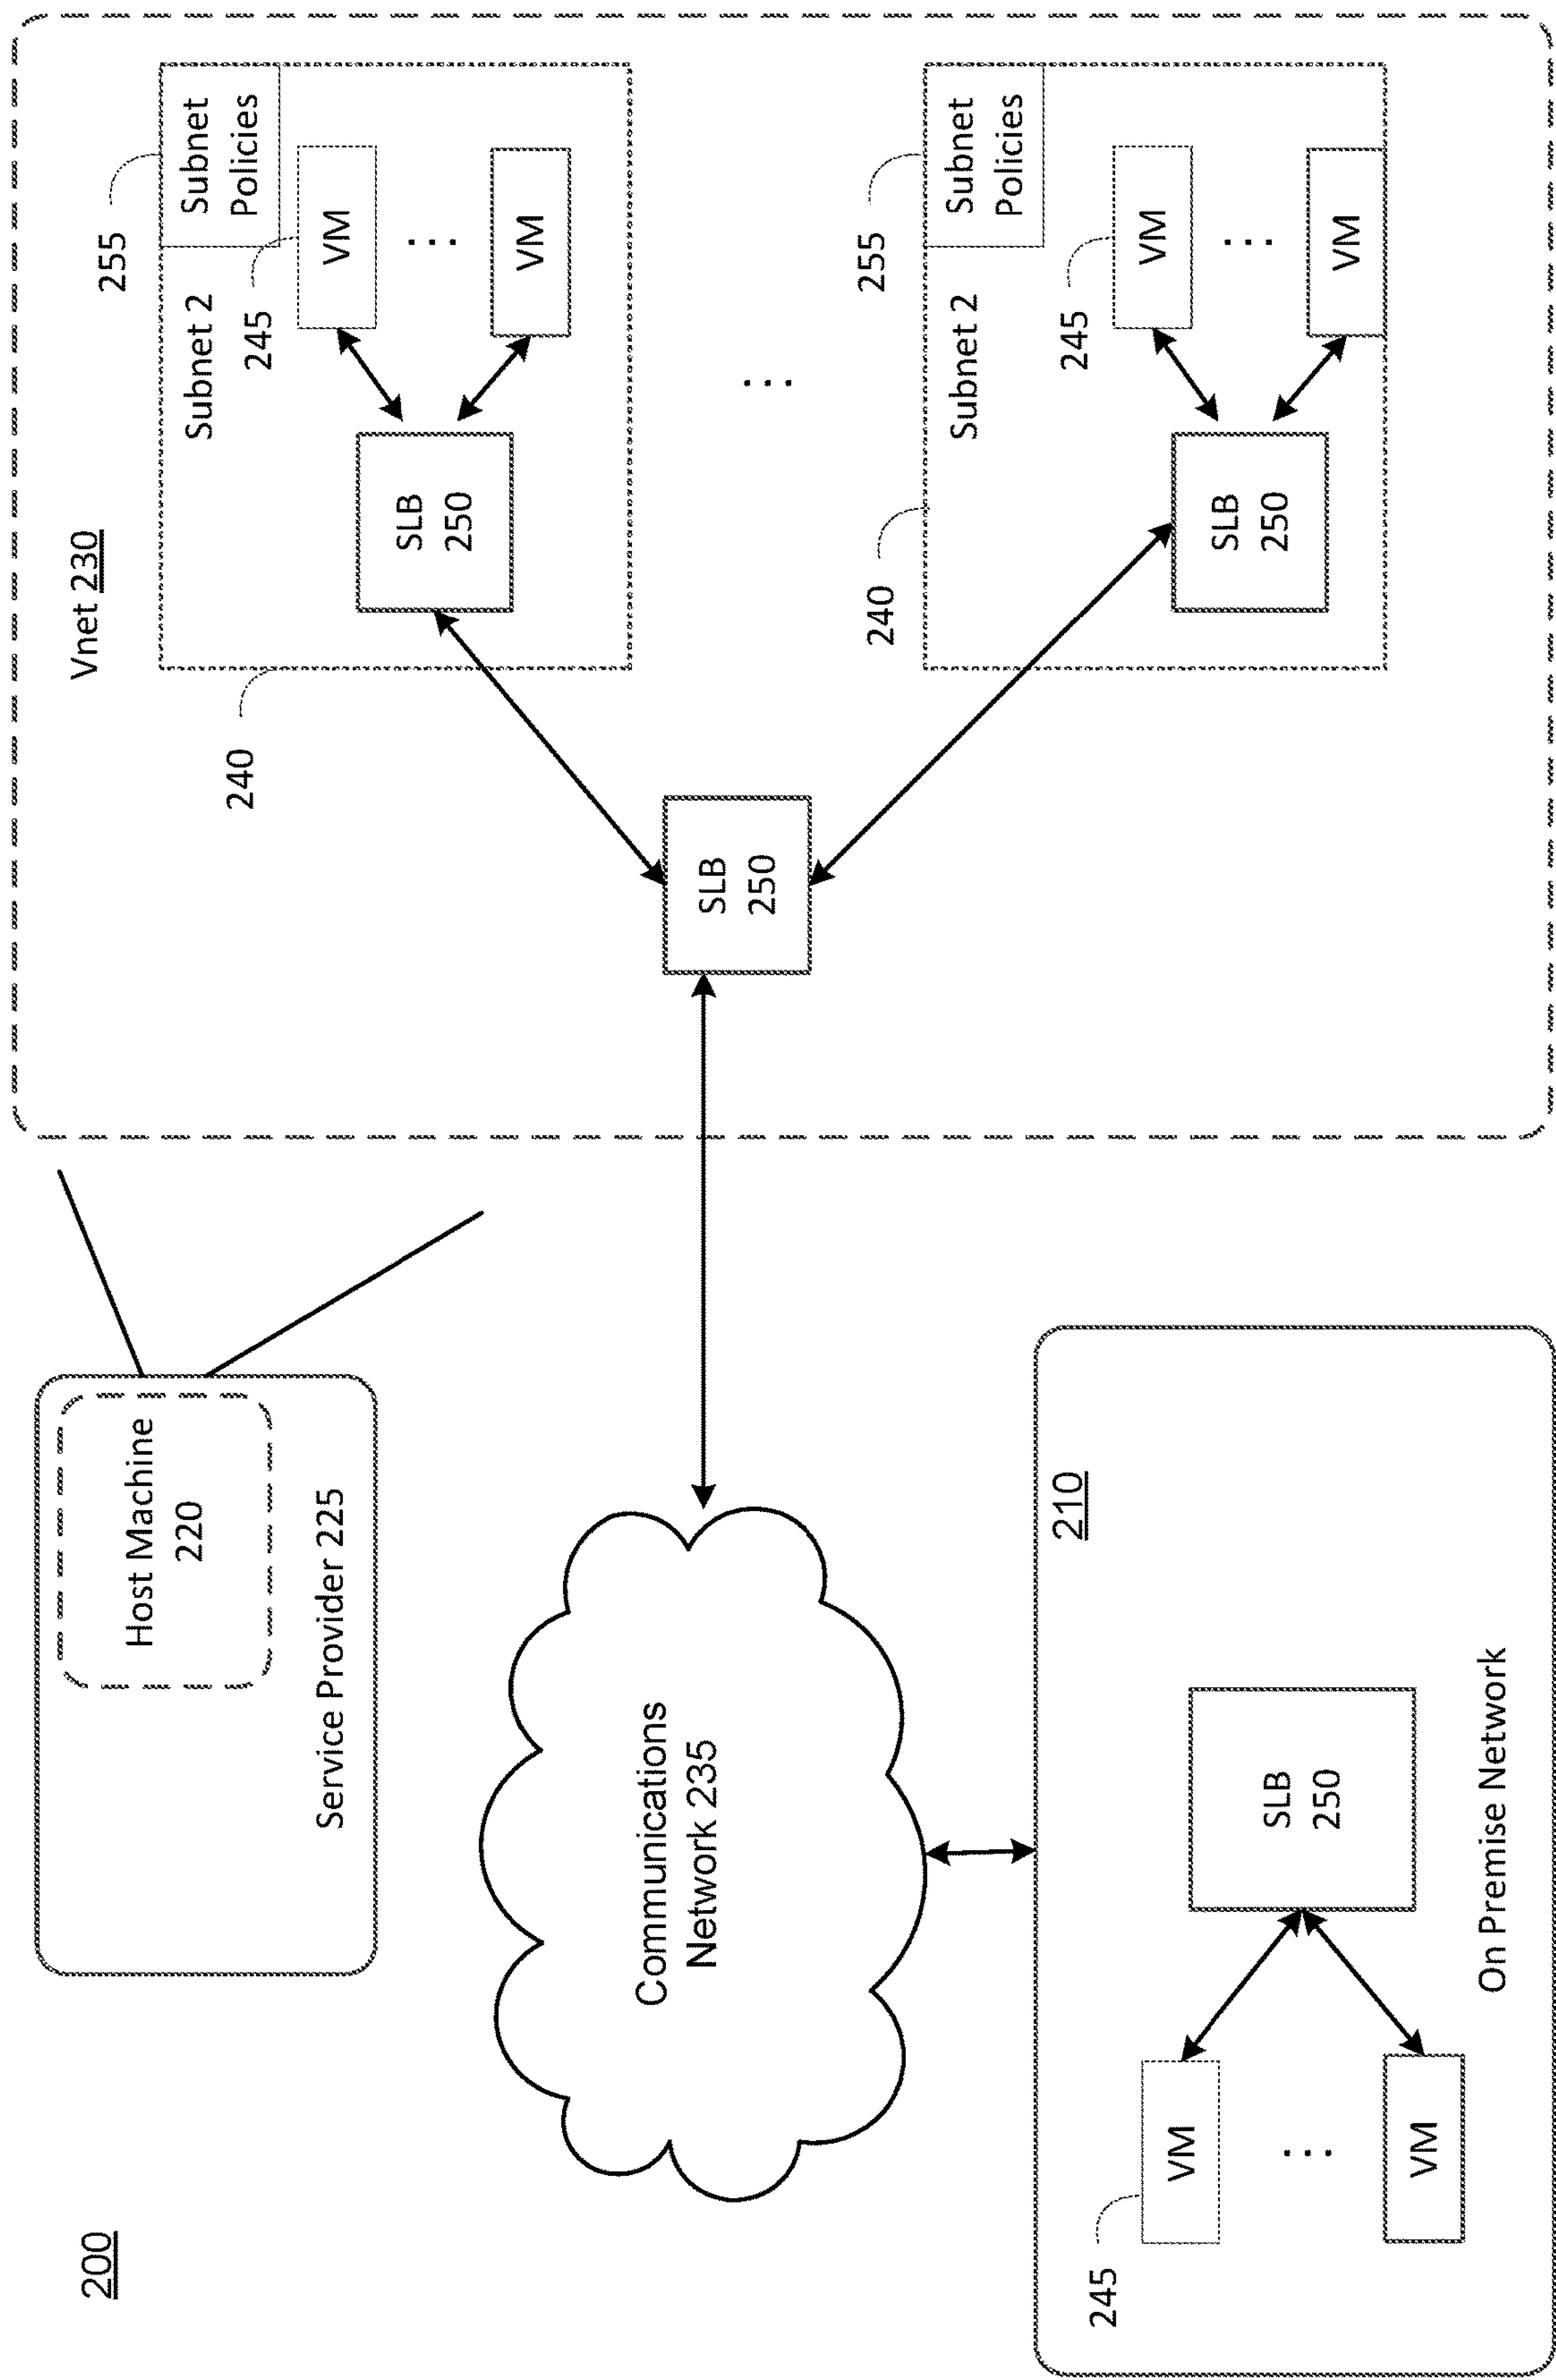 200
Host Machine
220
Service Provider 225
Communications
Network 235
210
245
VM
...
VM
SLB
250
On Premise Network
Vnet 230
SLB
250
240
Subnet 2
255
Subnet
Policies
SLB
250
245
VM
...
VM
...
240
Subnet 2
255
Subnet
Policies
SLB
250
245
VM
...
VM